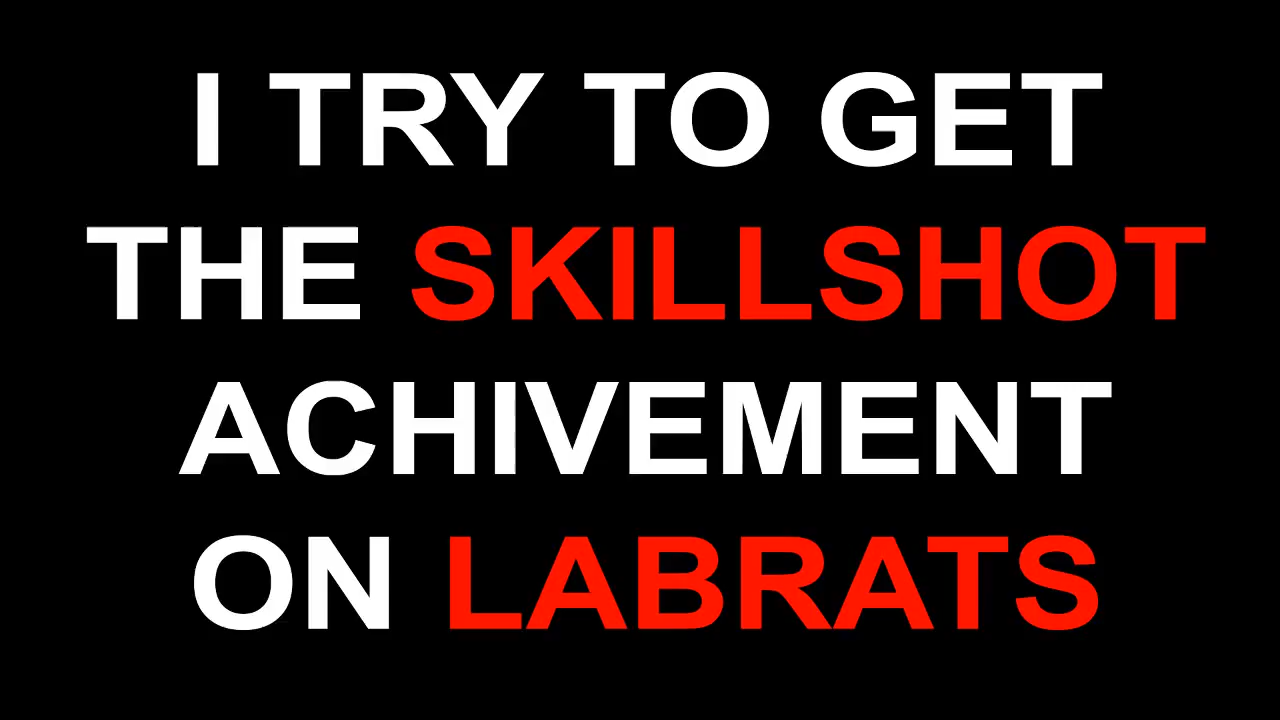 I TRY TO GET
THE SKILLSHOT
ACHIVEMENT
ON LABRATS